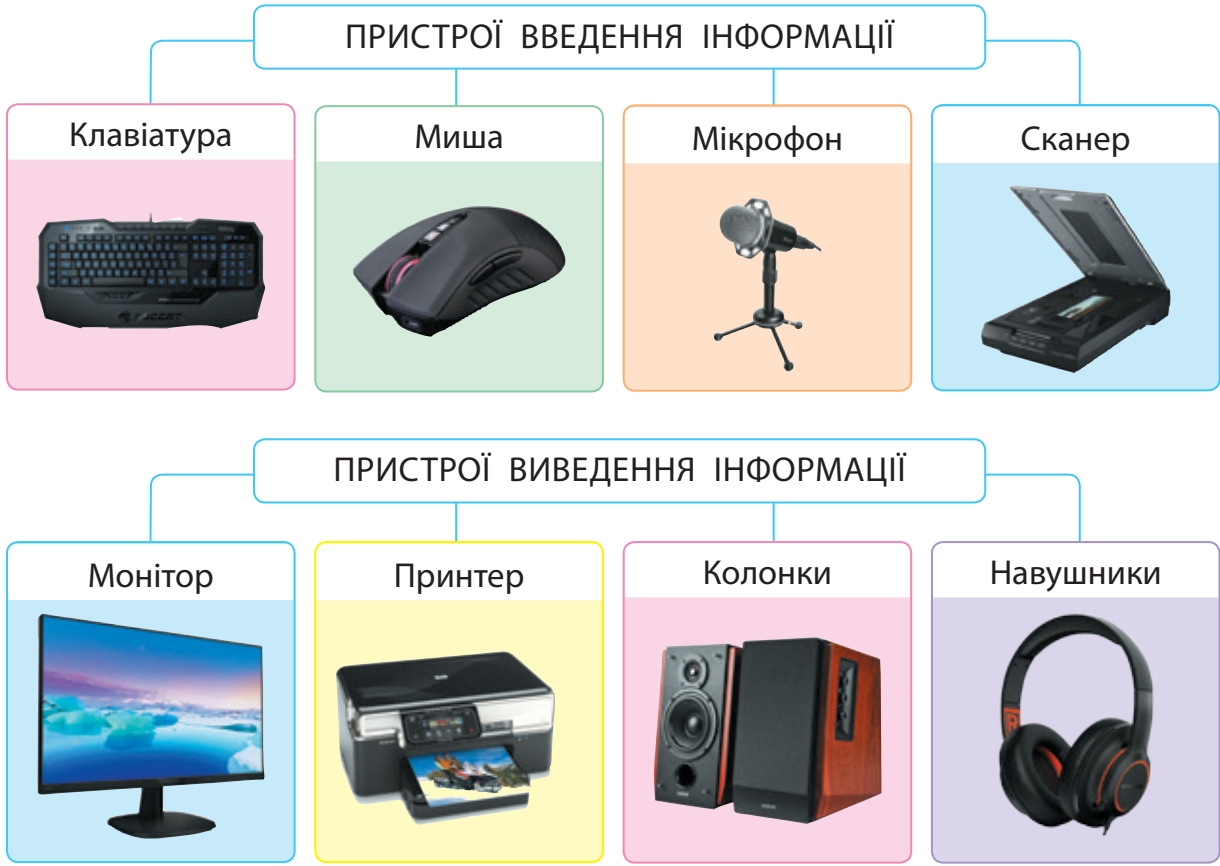 ПРИСТРОЇ ВВЕДЕННЯ ІНФОРМАЦІЇ
Клавіатура
Миша
Мікрофон
Сканер
ПРИСТРОЇ ВИВЕДЕННЯ ІНФОРМАЦІЇ
Монітор
Принтер
Колонки
Навушники
R